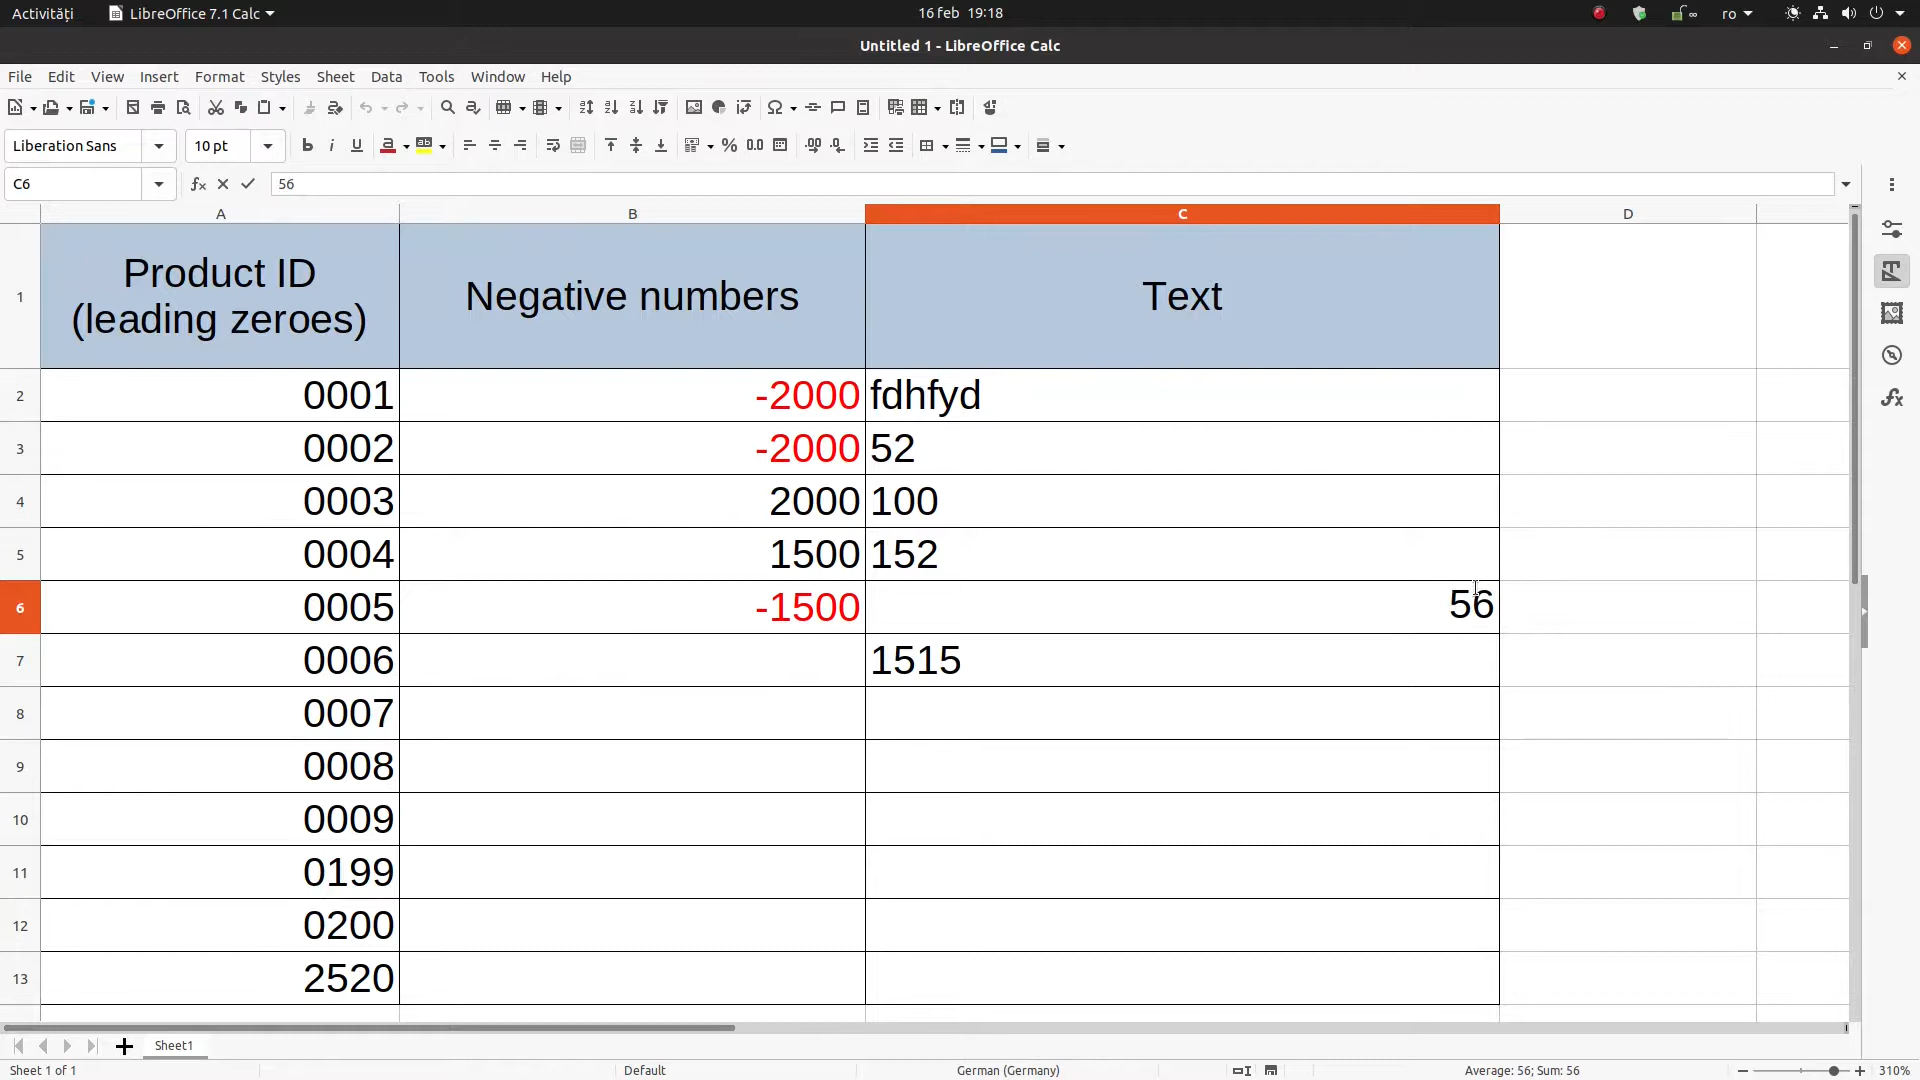 Activități LibreOffice 7.1 Calc 16 feb 19:18 ∞ ro
Untitled 1 - LibreOffice Calc
File Edit View Insert Format Styles Sheet Data Tools Window Help
Liberation Sans 10 pt b i U a ab % 0.0
C6 fx 56
A B C D
1 Product ID
(leading zeroes) Negative numbers Text
2 0001 -2000 fdhfyd
3 0002 -2000 52
4 0003 2000 100
5 0004 1500 152
6 0005 -1500 56
7 0006 1515
8 0007
9 0008
10 0009
11 0199
12 0200
13 2520
Sheet1
Sheet 1 of 1 Default German (Germany) Average: 56; Sum: 56 310%